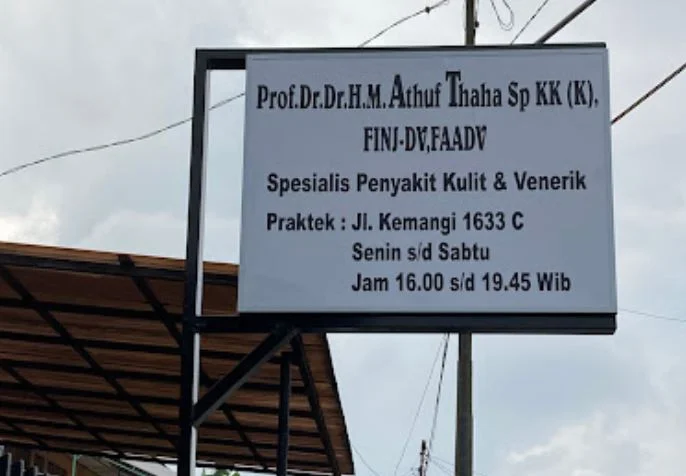 Prof.Dr.Dr.H.M. Athuf Thaha Sp KK (K),
FINJ-DV,FAADV
Spesialis Penyakit Kulit & Venerik
Praktek : Jl. Kemangi 1633 C
Senin s/d Sabtu
Jam 16.00 s/d 19.45 Wib